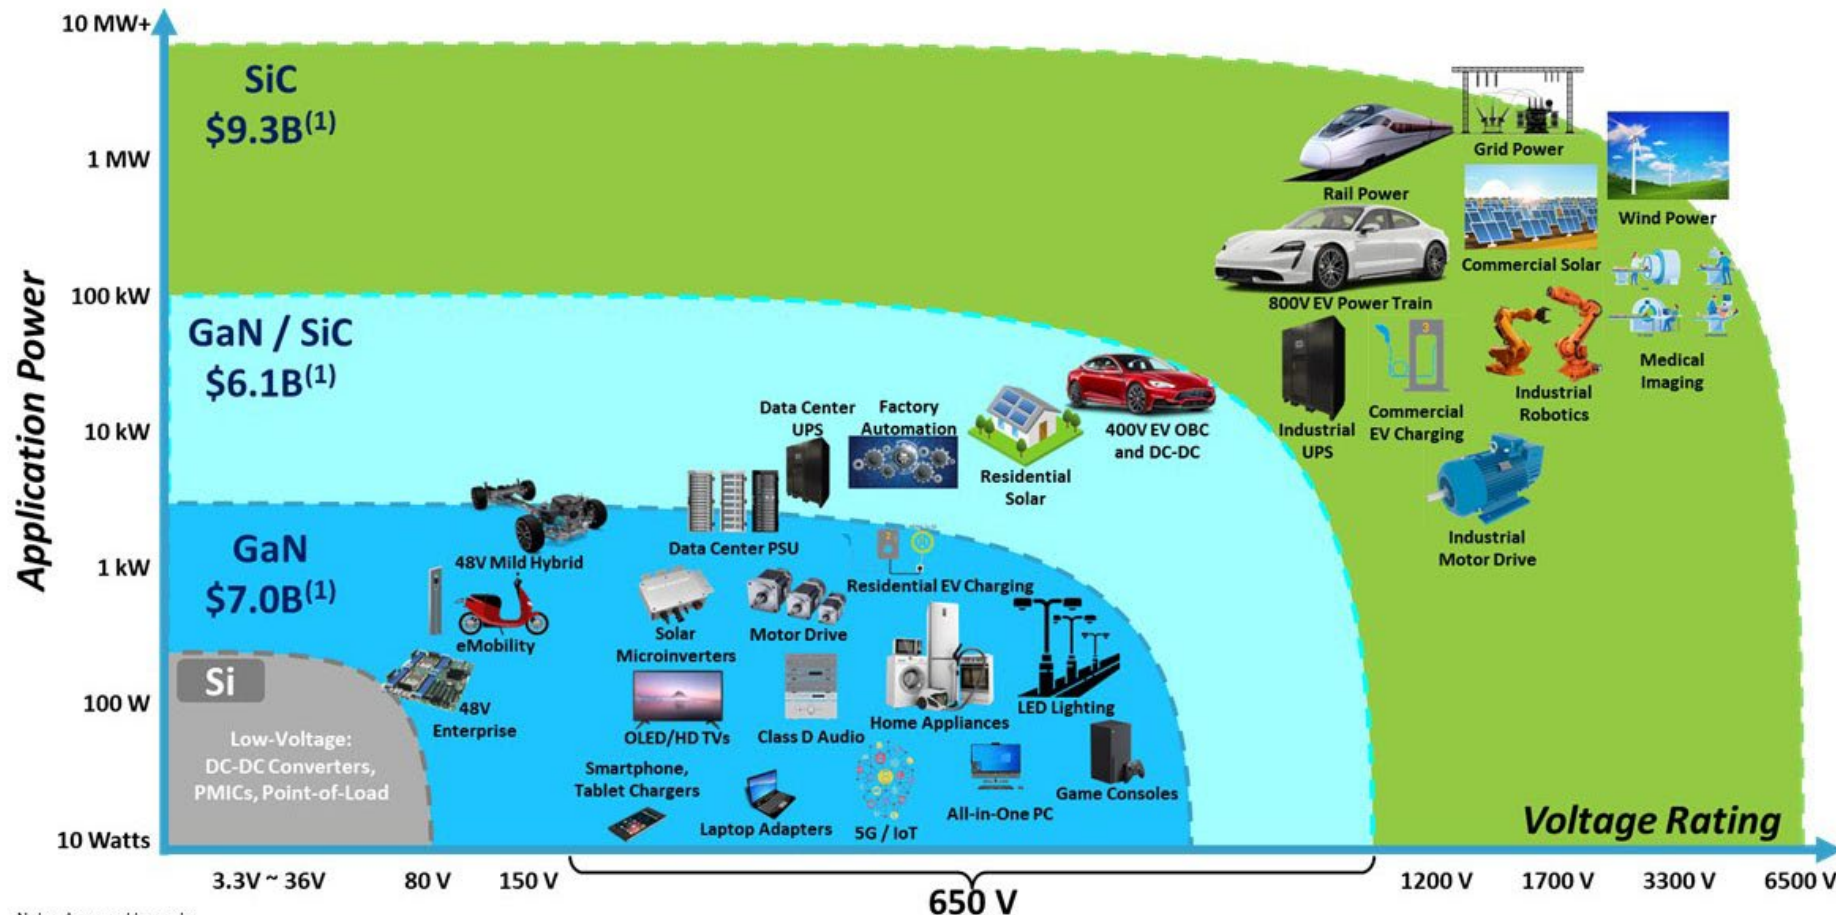 10 MW+
SiC
$9.3B(1)
1 MW
Grid Power
Rail Power
Wind Power
Commercial Solar
100 kW
800V EV Power Train
GaN / SiC
$6.1B(1)
Medical
Imaging
Industrial
Robotics
Data Center
UPS
Factory
Automation
400V EV OBC
and DC-DC
Industrial
UPS
3
Commercial
EV Charging
10 kW
Residential
Solar
Application Power
GaN
$7.0B(1)
48V Mild Hybrid
Data Center PSU
2
Residential EV Charging
Industrial
Motor Drive
1 kW
eMobility
Solar
Microinverters
Motor Drive
Si
100 W
48V
Enterprise
OLED/HD TVs
Class D Audio
Home Appliances
LED Lighting
Low-Voltage:
DC-DC Converters,
PMICs, Point-of-Load
Smartphone,
Tablet Chargers
Laptop Adapters
5G / IoT
All-in-One PC
Game Consoles
Voltage Rating
10 Watts
3.3V ~ 36V
80 V
150 V
650 V
1200 V
1700 V
3300 V
6500 V